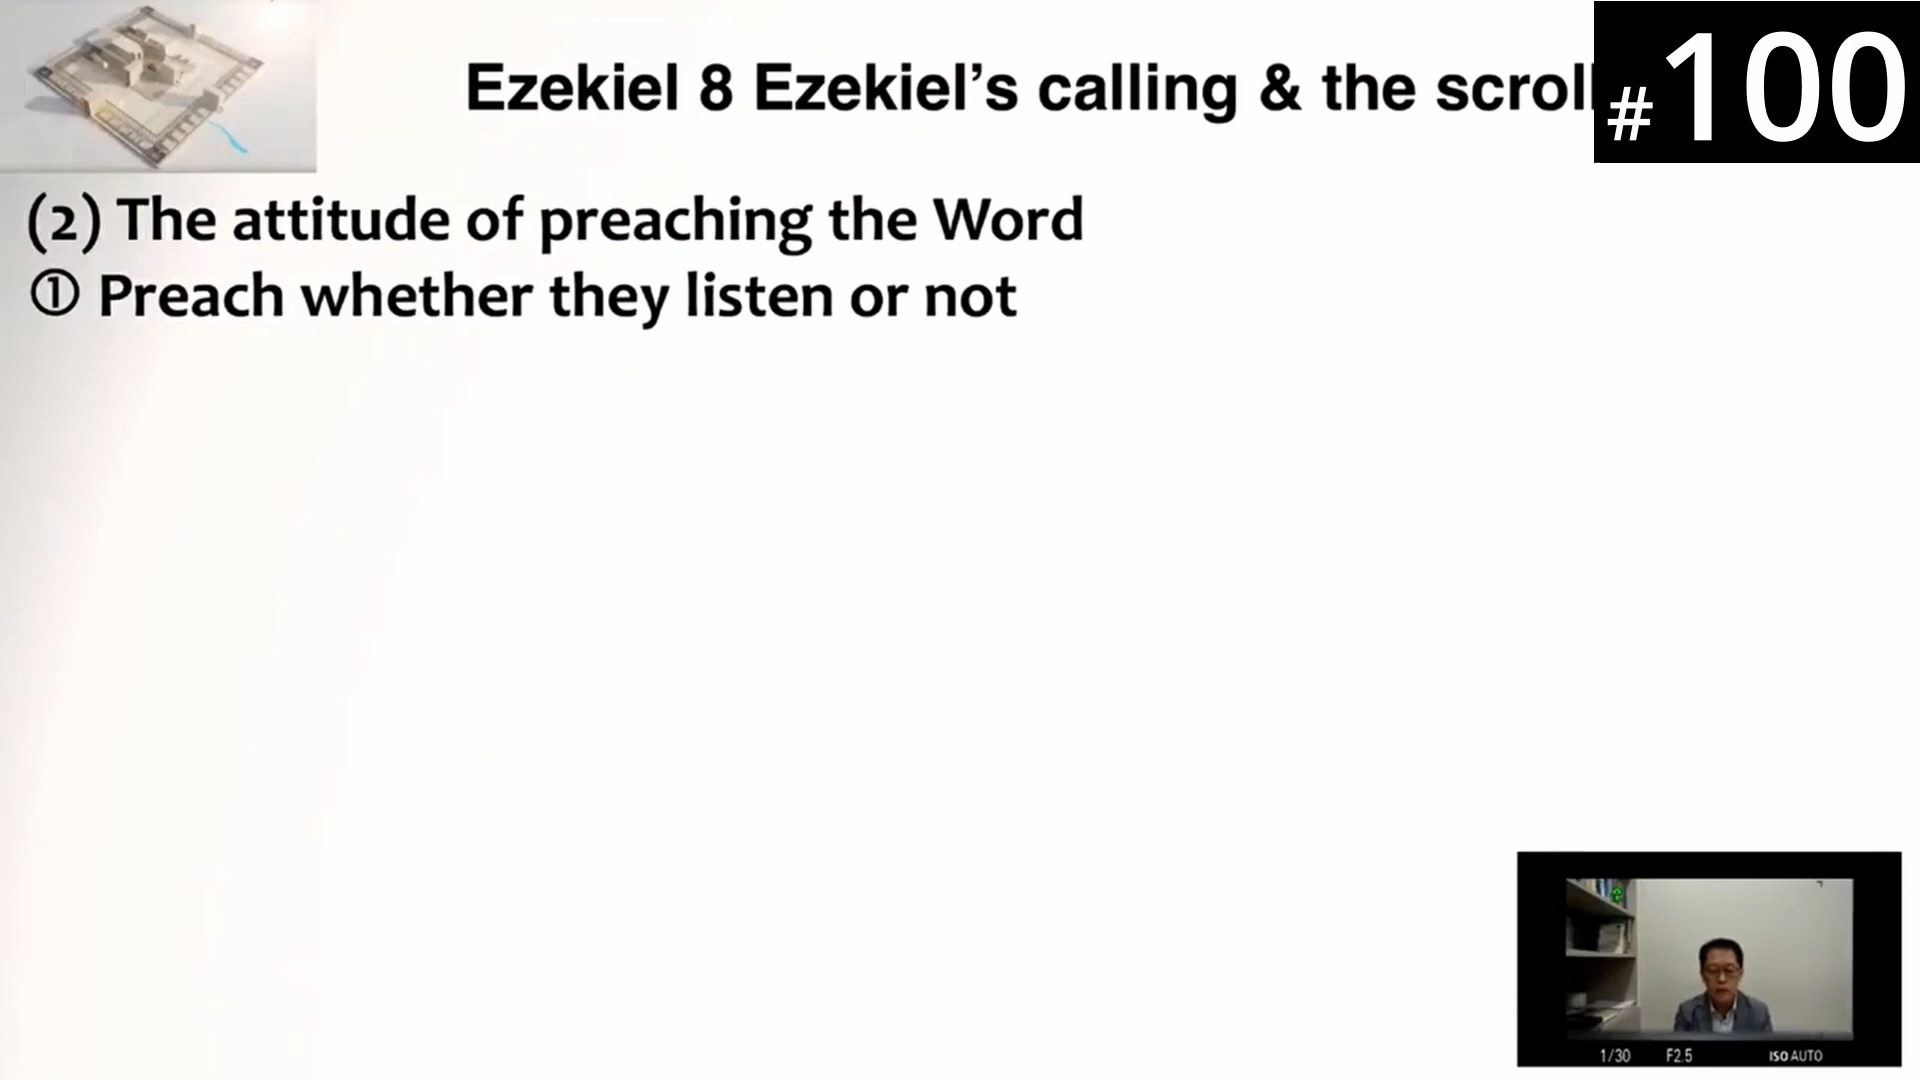 Ezekiel 8 Ezekiel’s calling & the scroll
#100
(2) The attitude of preaching the Word
① Preach whether they listen or not
1/30 F2.5 ISO AUTO